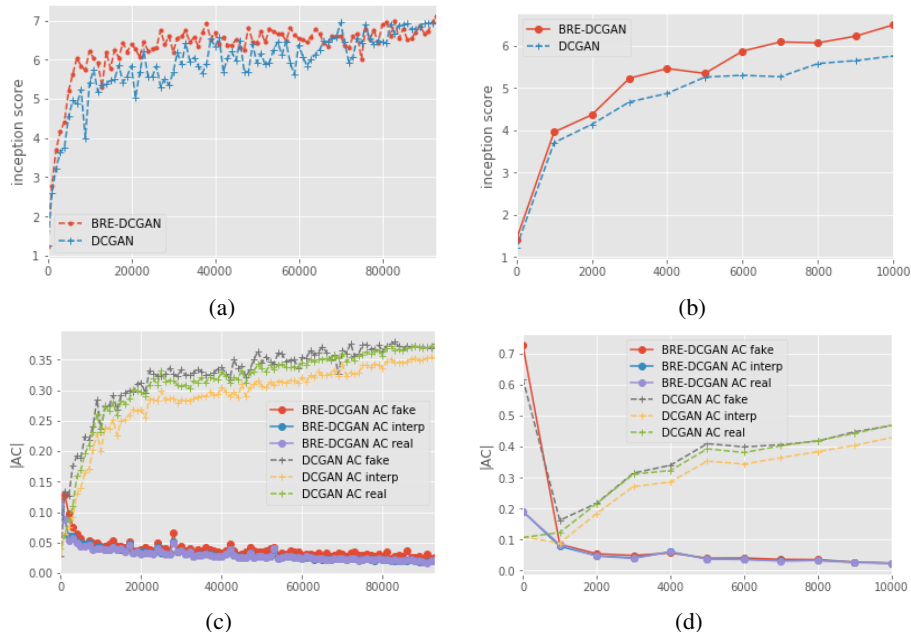 7
6
5
4
3
2
1
inception score
BRE-DCGAN
DCGAN
0 20000 40000 60000 80000
(a)
6
5
4
3
2
1
inception score
BRE-DCGAN
DCGAN
0 2000 4000 6000 8000 10000
(b)
0.35
0.30
0.25
0.20
0.15
0.10
0.05
0.00
|AC|
BRE-DCGAN AC fake
BRE-DCGAN AC interp
BRE-DCGAN AC real
DCGAN AC fake
DCGAN AC interp
DCGAN AC real
0 20000 40000 60000 80000
(c)
0.7
0.6
0.5
0.4
0.3
0.2
0.1
0.0
|AC|
BRE-DCGAN AC fake
BRE-DCGAN AC interp
BRE-DCGAN AC real
DCGAN AC fake
DCGAN AC interp
DCGAN AC real
0 2000 4000 6000 8000 10000
(d)